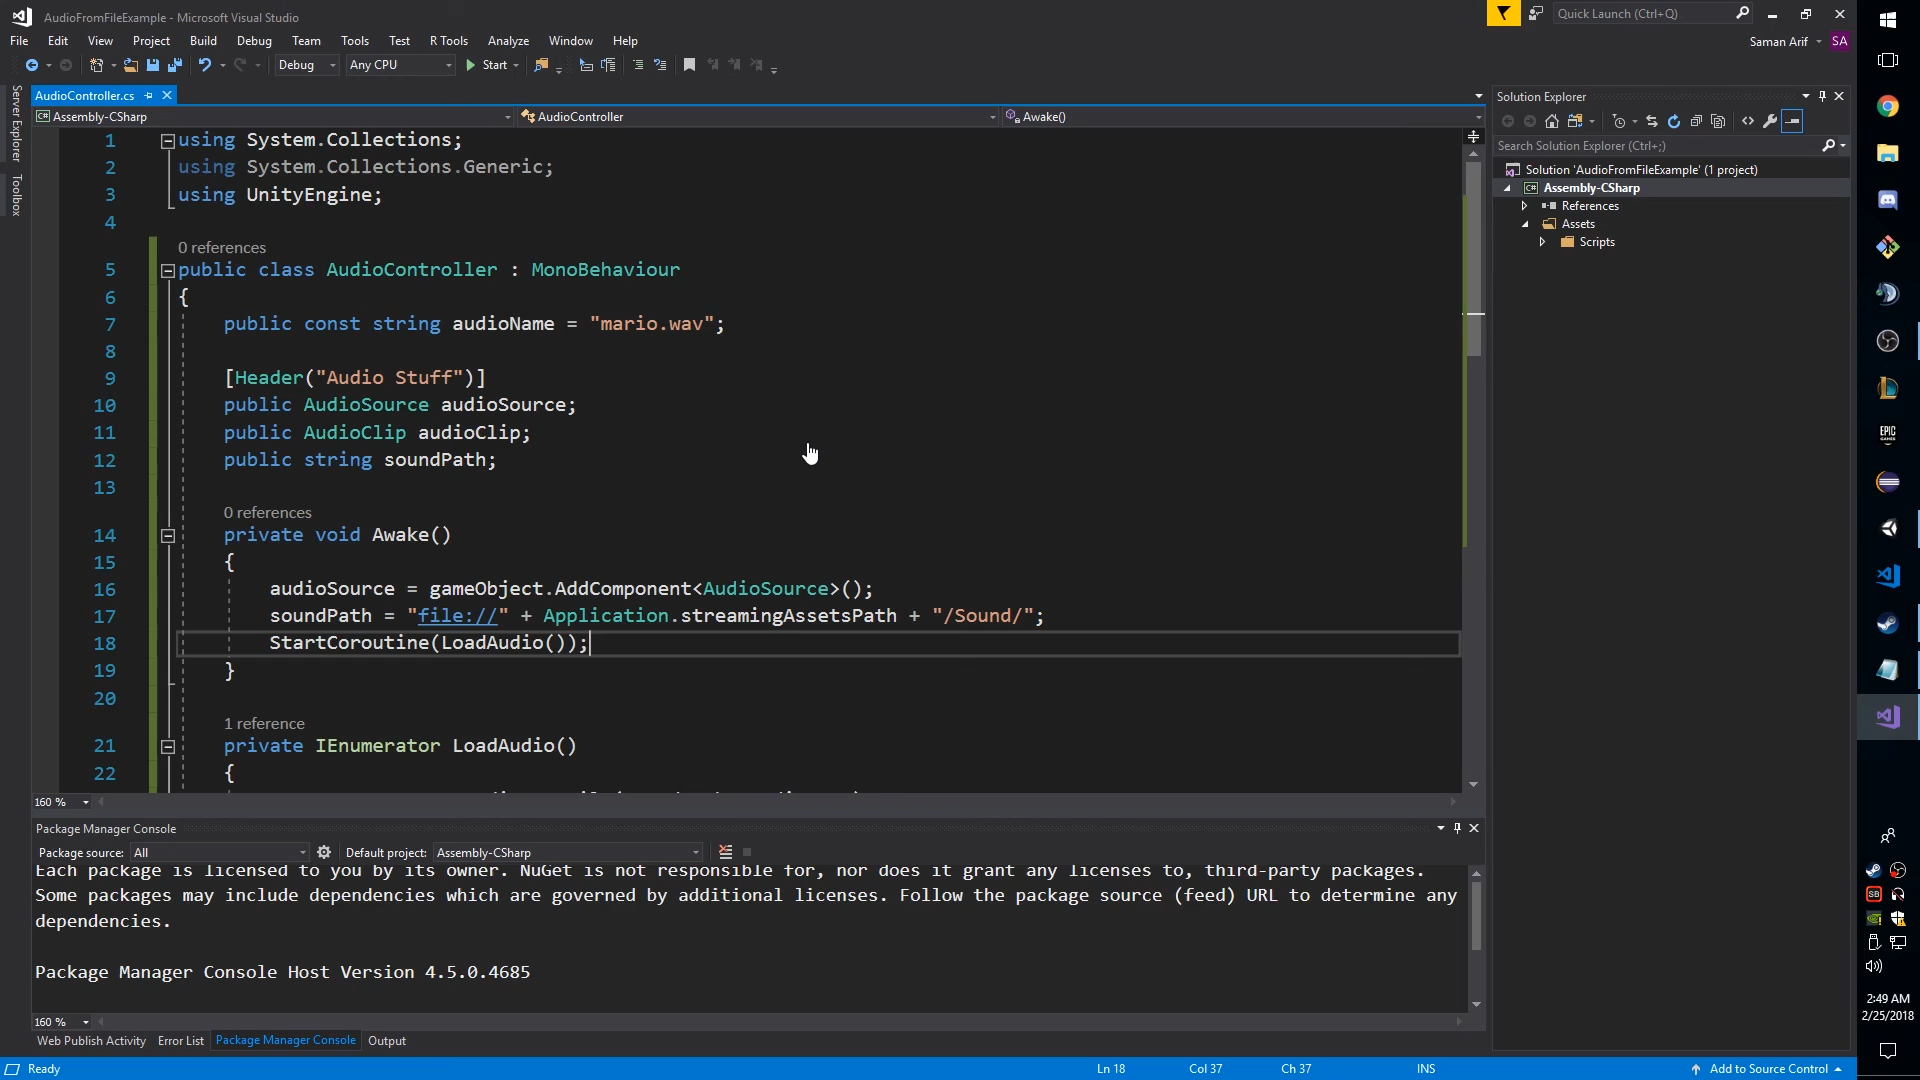 AudioFromFileExample - Microsoft Visual Studio
Quick Launch (Ctrl+Q)
File Edit View Project Build Debug Team Tools Test R Tools Analyze Window Help
Saman Arif SA
Debug Any CPU Start
Server Explorer
Toolbox
AudioController.cs
Assembly-CSharp AudioController Awake()
1 using System.Collections;
2 using System.Collections.Generic;
3 using UnityEngine;
4
0 references
5 public class AudioController : MonoBehaviour
6 {
7 public const string audioName = "mario.wav";
8
9 [Header("Audio Stuff")]
10 public AudioSource audioSource;
11 public AudioClip audioClip;
12 public string soundPath;
13
0 references
14 private void Awake()
15 {
16 audioSource = gameObject.AddComponent<AudioSource>();
17 soundPath = "file://" + Application.streamingAssetsPath + "/Sound/";
18 StartCoroutine(LoadAudio());
19 }
20
1 reference
21 private IEnumerator LoadAudio()
22 {
160 %
Solution Explorer
Search Solution Explorer (Ctrl+;)
Solution 'AudioFromFileExample' (1 project)
C# Assembly-CSharp
References
Assets
Scripts
Package Manager Console
Package source: All Default project: Assembly-CSharp
Each package is licensed to you by its owner. NuGet is not responsible for, nor does it grant any licenses to, third-party packages.
Some packages may include dependencies which are governed by additional licenses. Follow the package source (feed) URL to determine any
dependencies.
Package Manager Console Host Version 4.5.0.4685
160 %
Web Publish Activity Error List Package Manager Console Output
Ready Ln 18 Col 37 Ch 37 INS Add to Source Control
EPIC GAMES
2:49 AM
2/25/2018